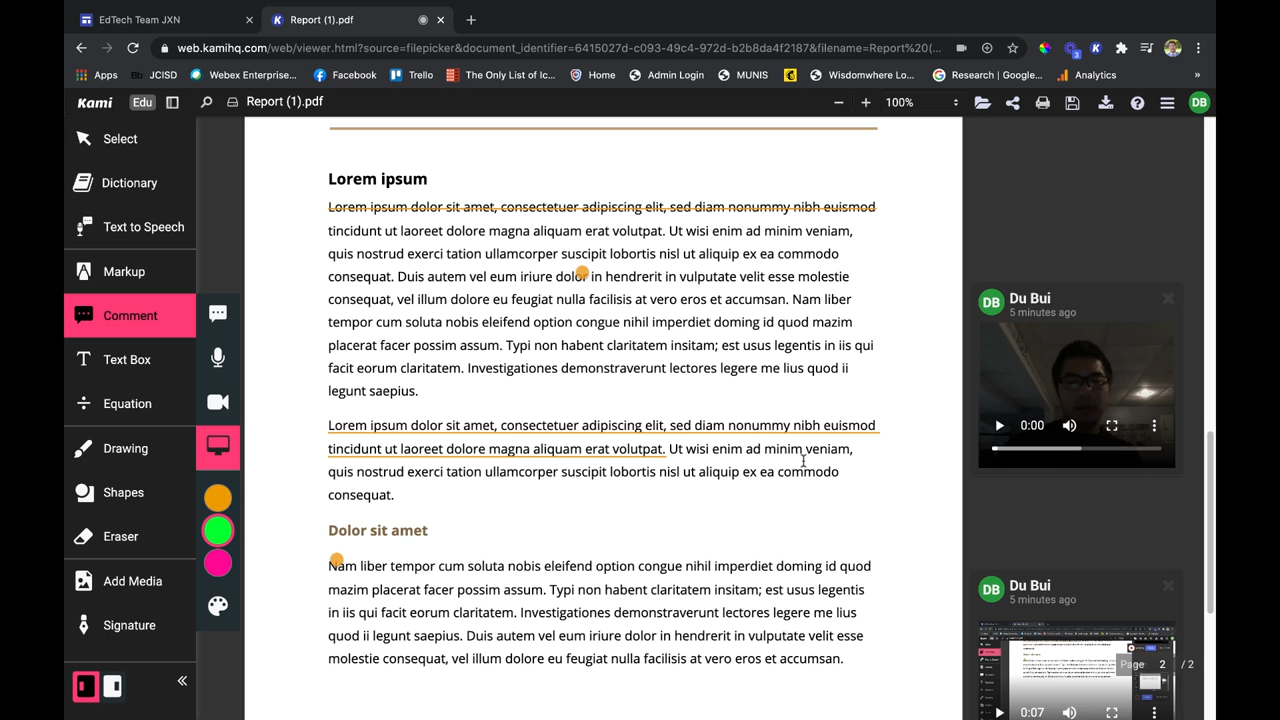 EdTech Team JXN
Report (1).pdf
web.kamihq.com/web/viewer.html?source=filepicker&document_identifier=6415027d-c093-49c4-972d-b2b8da4f2187&filename=Report%20(...
Apps
Bb JCISD
Webex Enterprise...
Facebook
Trello
The Only List of Ic...
Home
Admin Login
MUNIS
Wisdomwhere Lo...
Research | Google...
Analytics
»
Kami Edu
Report (1).pdf
100%
DB
Select
Dictionary
Text to Speech
Markup
Comment
Text Box
Equation
Drawing
Shapes
Eraser
Add Media
Signature
Lorem ipsum
Lorem ipsum dolor sit amet, consectetuer adipiscing elit, sed diam nonummy nibh euismod
tincidunt ut laoreet dolore magna aliquam erat volutpat. Ut wisi enim ad minim veniam,
quis nostrud exerci tation ullamcorper suscipit lobortis nisl ut aliquip ex ea commodo
consequat. Duis autem vel eum iriure dolor in hendrerit in vulputate velit esse molestie
consequat, vel illum dolore eu feugiat nulla facilisis at vero eros et accumsan. Nam liber
tempor cum soluta nobis eleifend option congue nihil imperdiet doming id quod mazim
placerat facer possim assum. Typi non habent claritatem insitam; est usus legentis in iis qui
facit eorum claritatem. Investigationes demonstraverunt lectores legere me lius quod ii
legunt saepius.
Lorem ipsum dolor sit amet, consectetuer adipiscing elit, sed diam nonummy nibh euismod
tincidunt ut laoreet dolore magna aliquam erat volutpat. Ut wisi enim ad minim veniam,
quis nostrud exerci tation ullamcorper suscipit lobortis nisl ut aliquip ex ea commodo
consequat.
Dolor sit amet
Nam liber tempor cum soluta nobis eleifend option congue nihil imperdiet doming id quod
mazim placerat facer possim assum. Typi non habent claritatem insitam; est usus legentis
in iis qui facit eorum claritatem. Investigationes demonstraverunt lectores legere me lius
quod ii legunt saepius. Duis autem vel eum iriure dolor in hendrerit in vulputate velit esse
molestie consequat, vel illum dolore eu feugiat nulla facilisis at vero eros et accumsan.
DB
Du Bui
5 minutes ago
0:00
DB
Du Bui
5 minutes ago
Page 2 / 2
0:07